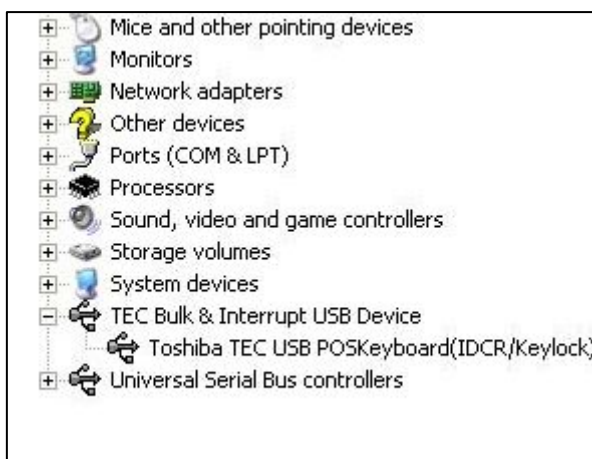 Mice and other pointing devices
Monitors
Network adapters
Other devices
Ports (COM & LPT)
Processors
Sound, video and game controllers
Storage volumes
System devices
TEC Bulk & Interrupt USB Device
Toshiba TEC USB POSKeyboard(IDCR/Keylock)
Universal Serial Bus controllers